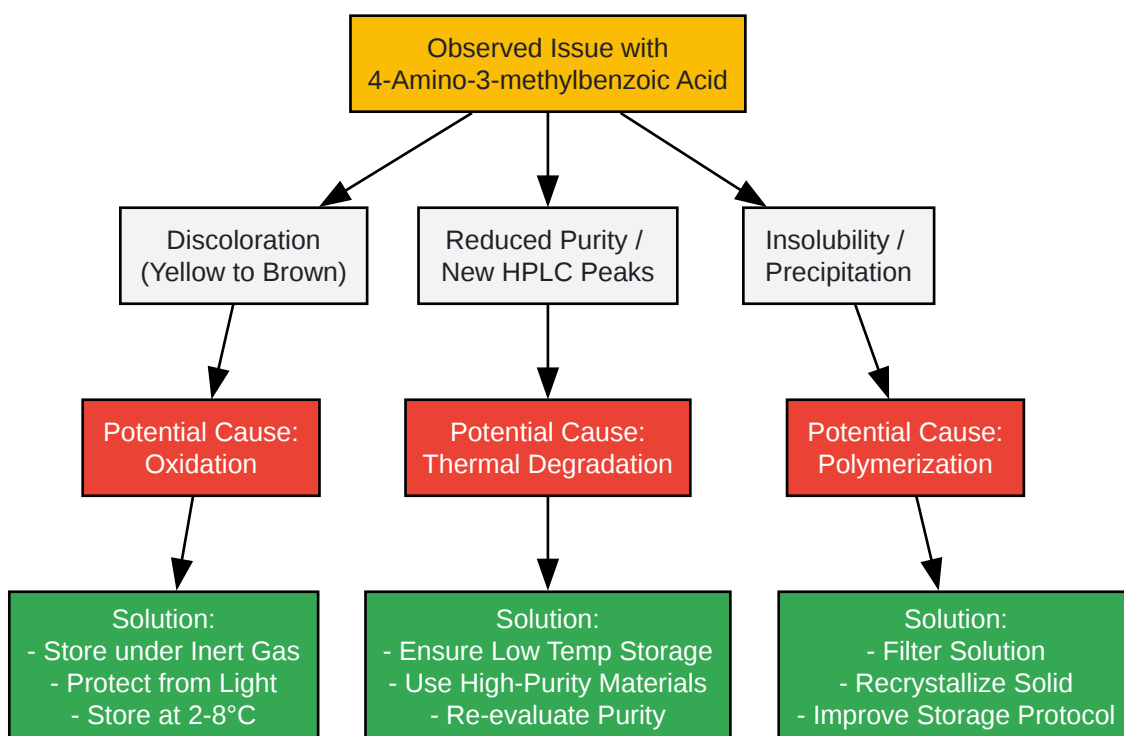 Observed Issue with
4-Amino-3-methylbenzoic Acid
Discoloration
(Yellow to Brown)
Reduced Purity /
New HPLC Peaks
Insolubility /
Precipitation
Potential Cause:
Oxidation
Potential Cause:
Thermal Degradation
Potential Cause:
Polymerization
Solution:
- Store under Inert Gas
- Protect from Light
- Store at 2-8°C
Solution:
- Ensure Low Temp Storage
- Use High-Purity Materials
- Re-evaluate Purity
Solution:
- Filter Solution
- Recrystallize Solid
- Improve Storage Protocol